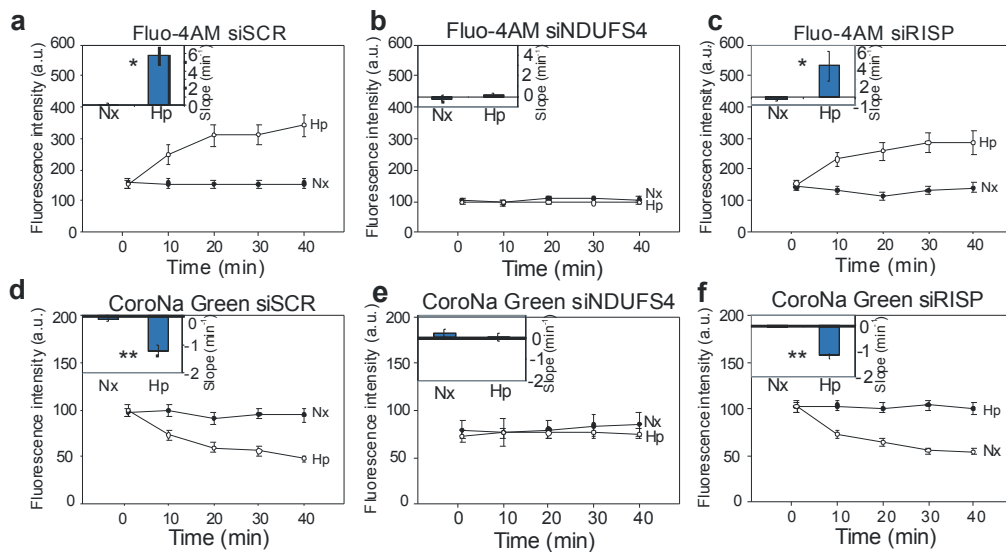 a
Fluo-4AM siSCR
Fluorescence intensity (a.u.)
600
500
400
300
200
100
0
*
Nx
Hp
6
4
2
0
Slope (min⁻¹)
Hp
Nx
0 10 20 30 40
Time (min)
b
Fluo-4AM siNDUFS4
Fluorescence intensity (a.u.)
600
500
400
300
200
100
0
Nx
Hp
4
2
0
Slope (min⁻¹)
Nx
Hp
0 10 20 30 40
Time (min)
c
Fluo-4AM siRISP
Fluorescence intensity (a.u.)
600
500
400
300
200
100
0
*
Nx
Hp
6
4
2
-1
Slope (min⁻¹)
Hp
Nx
0 10 20 30 40
Time (min)
d
CoroNa Green siSCR
Fluorescence intensity (a.u.)
200
150
100
50
0
**
Nx
Hp
0
-1
-2
Slope (min⁻¹)
Nx
Hp
0 10 20 30 40
Time (min)
e
CoroNa Green siNDUFS4
Fluorescence intensity (a.u.)
200
150
100
50
0
Nx
Hp
0
-1
-2
Slope (min⁻¹)
Nx
Hp
0 10 20 30 40
Time (min)
f
CoroNa Green siRISP
Fluorescence intensity (a.u.)
200
150
100
50
0
**
Nx
Hp
0
-1
-2
Slope (min⁻¹)
Hp
Nx
0 10 20 30 40
Time (min)